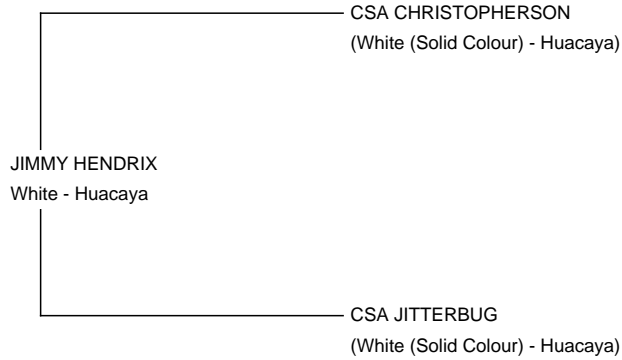 CSA CHRISTOPHERSON
(White (Solid Colour) - Huacaya)
JIMMY HENDRIX
White - Huacaya
CSA JITTERBUG
(White (Solid Colour) - Huacaya)